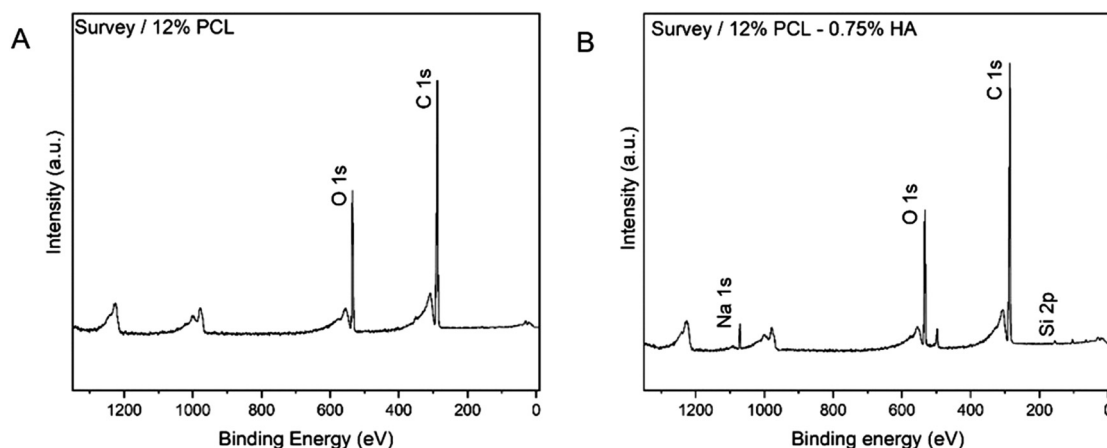 A
Survey / 12% PCL
C 1s
O 1s
Intensity (a.u.)
1200 1000 800 600 400 200 0
Binding Energy (eV)
B
Survey / 12% PCL - 0.75% HA
C 1s
O 1s
Na 1s
Si 2p
Intensity (a.u.)
1200 1000 800 600 400 200 0
Binding energy (eV)